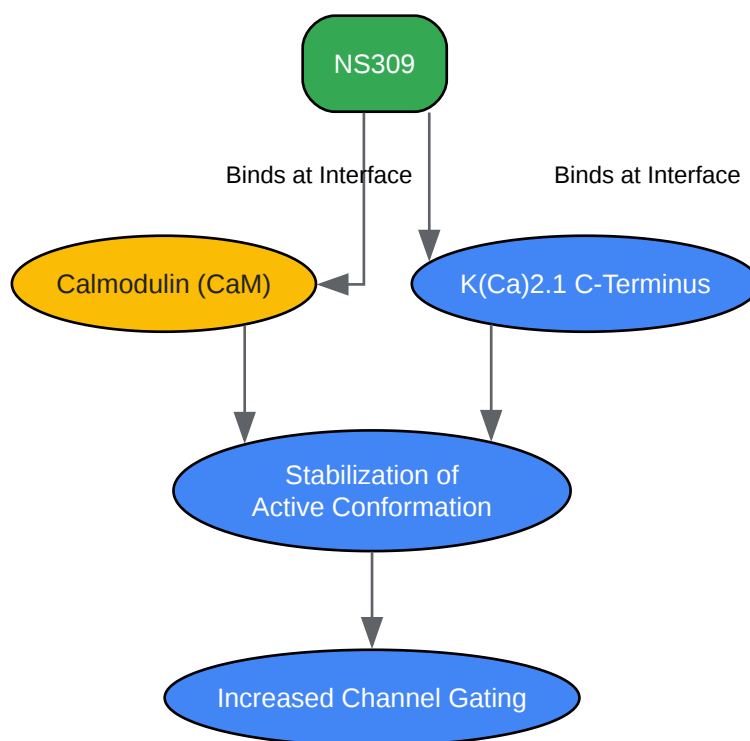 NS309
Binds at Interface
Binds at Interface
Calmodulin (CaM)
K(Ca)2.1 C-Terminus
Stabilization of
Active Conformation
Increased Channel Gating